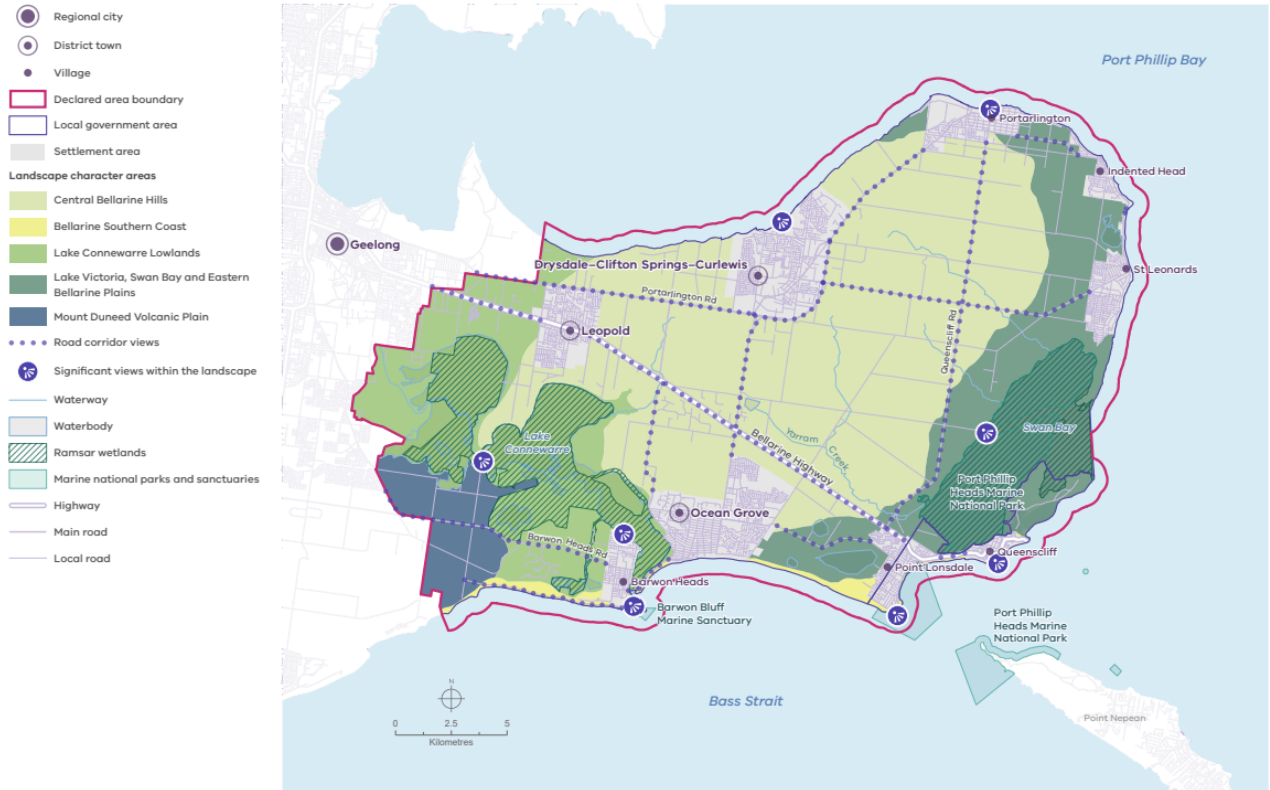 Regional city
District town
Village
Declared area boundary
Local government area
Settlement area
Landscape character areas
Central Bellarine Hills
Bellarine Southern Coast
Lake Connewarre Lowlands
Lake Victoria, Swan Bay and Eastern
Bellarine Plains
Mount Duneed Volcanic Plain
Road corridor views
Significant views within the landscape
Waterway
Waterbody
Ramsar wetlands
Marine national parks and sanctuaries
Highway
Main road
Local road
Port Phillip Bay
Portarlington
Indented Head
Geelong
Drysdale–Clifton Springs–Curlewis
St Leonards
Portarlington Rd
Leopold
Queenscliff Rd
Lake
Connewarre
Bellarine Highway
Yarram
Creek
Swan Bay
Port Phillip
Heads Marine
National Park
Ocean Grove
Barwon Heads Rd
Queenscliff
Point Lonsdale
Barwon Heads
Barwon Bluff
Marine Sanctuary
Port Phillip
Heads Marine
National Park
Bass Strait
Point Nepean
N
0 2.5 5
Kilometres